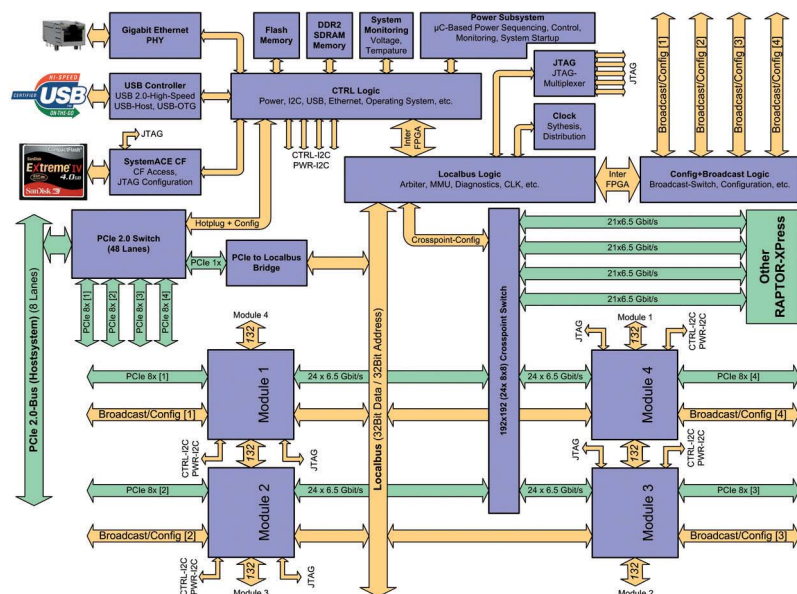 Gigabit Ethernet
PHY
Flash
Memory
DDR2
SDRAM
Memory
System
Monitoring
Voltage,
Tempature
Power Subsystem
µC-Based Power Sequencing, Control,
Monitoring, System Startup
Broadcast/Config [1]
Broadcast/Config [2]
Broadcast/Config [3]
Broadcast/Config [4]
HI-SPEED
CERTIFIED
USB
ON-THE-GO
USB Controller
USB 2.0-High-Speed
USB-Host, USB-OTG
CTRL Logic
Power, I2C, USB, Ethernet, Operating System, etc.
JTAG
JTAG-
Multiplexer
JTAG
Clock
Sythesis,
Distribution
JTAG
CTRL-I2C
PWR-I2C
Inter
FPGA
CompactFlash
SanDisk
Extreme IV
4.0GB
SanDisk
SystemACE CF
CF Access,
JTAG Configuration
Localbus Logic
Arbiter, MMU, Diagnostics, CLK, etc.
Inter
FPGA
Config+Broadcast Logic
Broadcast-Switch, Configuration, etc.
Hotplug + Config
PCIe 2.0 Switch
(48 Lanes)
PCIe 1x
PCIe to Localbus
Bridge
Crosspoint-Config
21x6.5 Gbit/s
21x6.5 Gbit/s
21x6.5 Gbit/s
21x6.5 Gbit/s
Other
RAPTOR-XPress
PCIe 8x [1]
PCIe 8x [2]
PCIe 8x [3]
PCIe 8x [4]
PCIe 2.0-Bus (Hostsystem) (8 Lanes)
Localbus (32Bit Data / 32Bit Address)
192x192 (24x 8x8) Crosspoint Switch
Module 4
132
PCIe 8x [1]
Module 1
24 x 6.5 Gbit/s
Broadcast/Config [1]
CTRL-I2C
PWR-I2C
132
JTAG
PCIe 8x [2]
Module 2
24 x 6.5 Gbit/s
Broadcast/Config [2]
CTRL-I2C
PWR-I2C
132
JTAG
Module 3
Module 1
JTAG
132
CTRL-I2C
PWR-I2C
24 x 6.5 Gbit/s
Module 4
PCIe 8x [4]
Broadcast/Config [4]
JTAG
132
CTRL-I2C
PWR-I2C
24 x 6.5 Gbit/s
Module 3
PCIe 8x [3]
Broadcast/Config [3]
132
Module 2